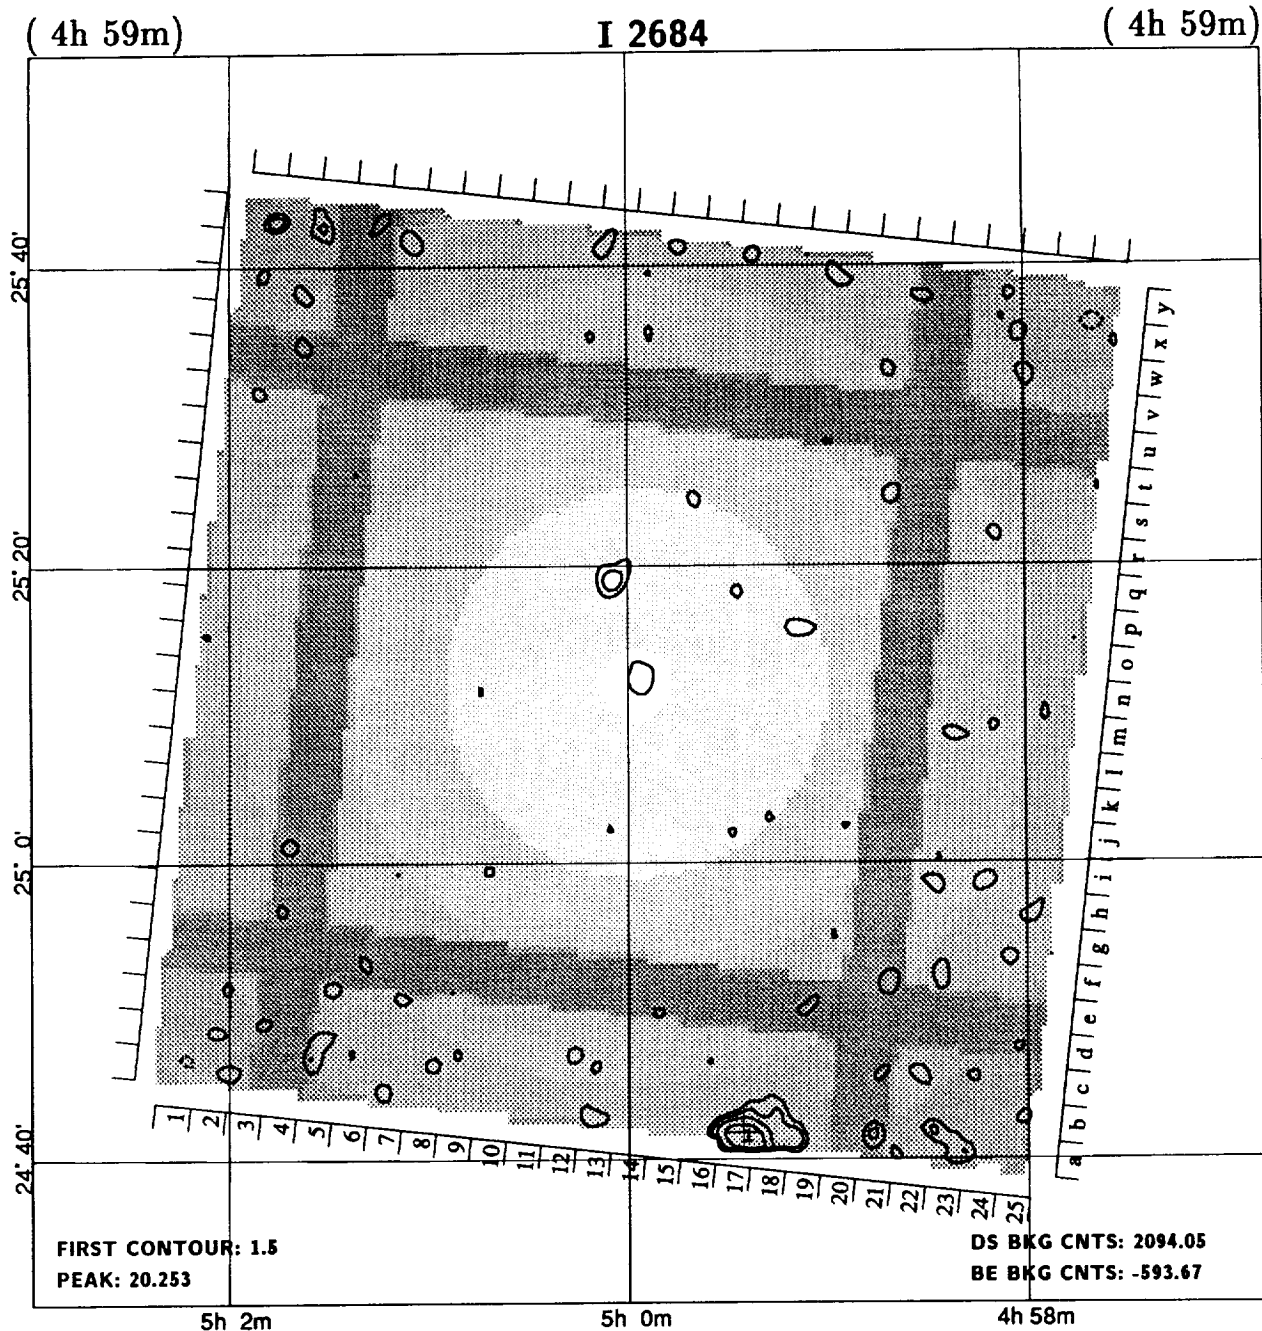 ( 4h 59m) I 2684 ( 4h 59m)
25° 40'
25° 20'
25° 0'
24° 40'
y
x
w
v
u
t
s
r
q
p
o
n
m
l
k
j
i
h
g
f
e
d
c
b
a
1 2 3 4 5 6 7 8 9 10 11 12 13 14 15 16 17 18 19 20 21 22 23 24 25
FIRST CONTOUR: 1.5 DS BKG CNTS: 2094.05
PEAK: 20.253 BE BKG CNTS: -593.67
5h 2m 5h 0m 4h 58m